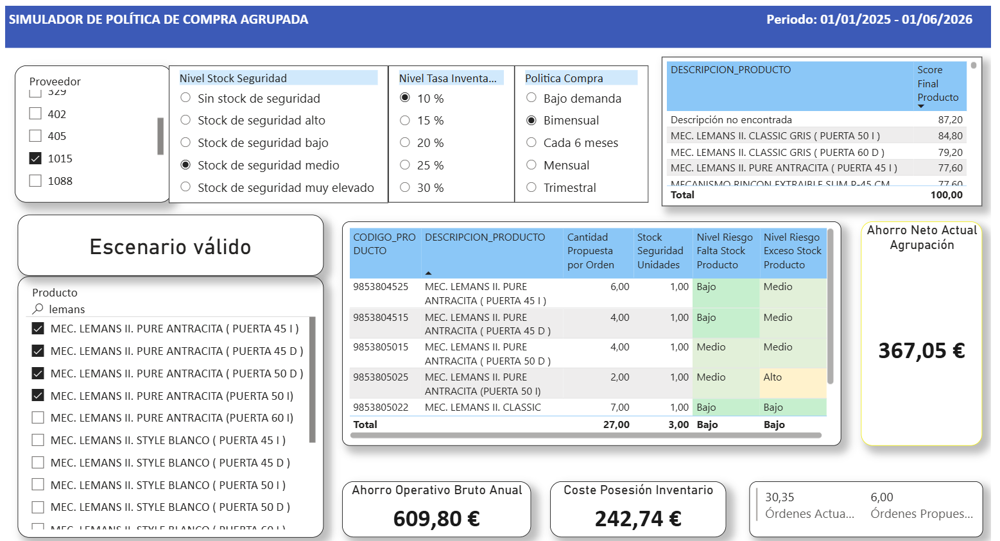 SIMULADOR DE POLÍTICA DE COMPRA AGRUPADA
Periodo: 01/01/2025 - 01/06/2026
Proveedor
329
402
405
1015
1088
Nivel Stock Seguridad
Sin stock de seguridad
Stock de seguridad alto
Stock de seguridad bajo
Stock de seguridad medio
Stock de seguridad muy elevado
Nivel Tasa Inventa...
10 %
15 %
20 %
25 %
30 %
Politica Compra
Bajo demanda
Bimensual
Cada 6 meses
Mensual
Trimestral
DESCRIPCION_PRODUCTO
Score
Final
Producto
Descripción no encontrada 87,20
MEC. LEMANS II. CLASSIC GRIS ( PUERTA 50 I ) 84,80
MEC. LEMANS II. CLASSIC GRIS ( PUERTA 60 D ) 79,20
MEC. LEMANS II. PURE ANTRACITA ( PUERTA 45 I ) 77,60
MECANISMO RINCON EXTRAIBLE SUM P-45 CM 77,60
Total 100,00
Escenario válido
Producto
lemans
MEC. LEMANS II. PURE ANTRACITA ( PUERTA 45 I )
MEC. LEMANS II. PURE ANTRACITA ( PUERTA 45 D )
MEC. LEMANS II. PURE ANTRACITA ( PUERTA 50 D )
MEC. LEMANS II. PURE ANTRACITA (PUERTA 50 I)
MEC. LEMANS II. PURE ANTRACITA (PUERTA 60 I)
MEC. LEMANS II. STYLE BLANCO ( PUERTA 45 I )
MEC. LEMANS II. STYLE BLANCO ( PUERTA 45 D )
MEC. LEMANS II. STYLE BLANCO ( PUERTA 50 I )
MEC. LEMANS II. STYLE BLANCO ( PUERTA 50 D )
MEC. LEMANS II. STYLE BLANCO ( PUERTA 60 I )
CODIGO_PRO
DUCTO
DESCRIPCION_PRODUCTO
Cantidad
Propuesta
por Orden
Stock
Seguridad
Unidades
Nivel Riesgo
Falta Stock
Producto
Nivel Riesgo
Exceso Stock
Producto
9853804525 MEC. LEMANS II. PURE 6,00 1,00 Bajo Medio
ANTRACITA ( PUERTA 45 I )
9853804515 MEC. LEMANS II. PURE 4,00 1,00 Bajo Medio
ANTRACITA ( PUERTA 45 D )
9853805015 MEC. LEMANS II. PURE 4,00 1,00 Medio Medio
ANTRACITA ( PUERTA 50 D )
9853805025 MEC. LEMANS II. PURE 2,00 1,00 Medio Alto
ANTRACITA (PUERTA 50 I)
9853805022 MEC. LEMANS II. CLASSIC 7,00 1,00 Bajo Bajo
Total 27,00 3,00 Bajo Bajo
Ahorro Neto Actual
Agrupación
367,05 €
Ahorro Operativo Bruto Anual
609,80 €
Coste Posesión Inventario
242,74 €
30,35
Órdenes Actua...
6,00
Órdenes Propues...